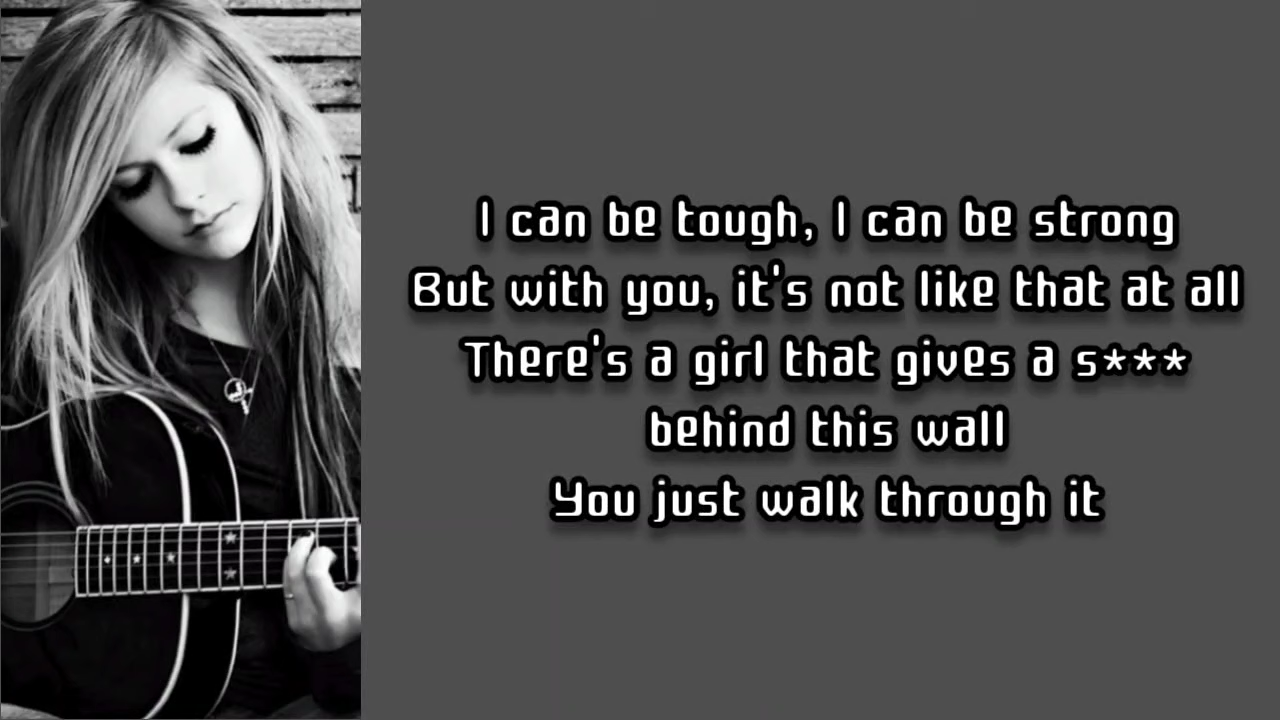 I can be tough, I can be strong
But with you, it's not like that at all
There's a girl that gives a s***
behind this wall
You just walk through it